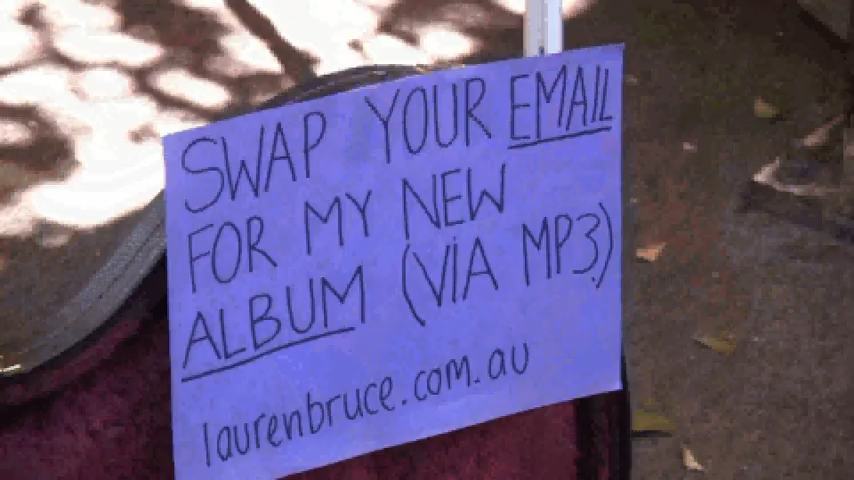 SWAP YOUR EMAIL
FOR MY NEW
ALBUM (VIA MP3.)
laurenbruce.com.au